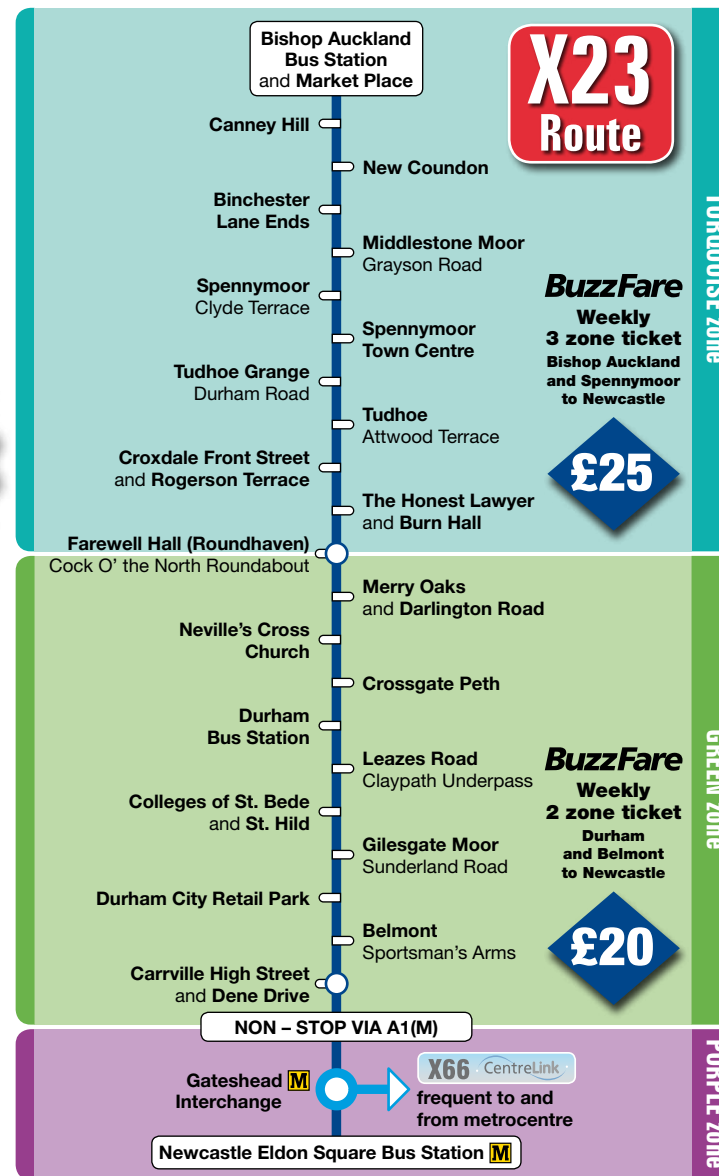 Bishop Auckland
Bus Station
and Market Place
X23
Route
Canney Hill
New Coundon
Binchester
Lane Ends
Middlestone Moor
Grayson Road
Spennymoor
Clyde Terrace
Spennymoor
Town Centre
Tudhoe Grange
Durham Road
Tudhoe
Attwood Terrace
Croxdale Front Street
and Rogerson Terrace
The Honest Lawyer
and Burn Hall
BuzzFare
Weekly
3 zone ticket
Bishop Auckland
and Spennymoor
to Newcastle
£25
TURQUOISE zone
Farewell Hall (Roundhaven)
Cock O' the North Roundabout
Merry Oaks
and Darlington Road
Neville's Cross
Church
Crossgate Peth
Durham
Bus Station
Leazes Road
Claypath Underpass
Colleges of St. Bede
and St. Hild
Gilesgate Moor
Sunderland Road
Durham City Retail Park
Belmont
Sportsman's Arms
Carrville High Street
and Dene Drive
BuzzFare
Weekly
2 zone ticket
Durham
and Belmont
to Newcastle
£20
GREEN zone
NON – STOP VIA A1(M)
Gateshead M
Interchange
X66 CentreLink
frequent to and
from metrocentre
Newcastle Eldon Square Bus Station M
PURPLE zone